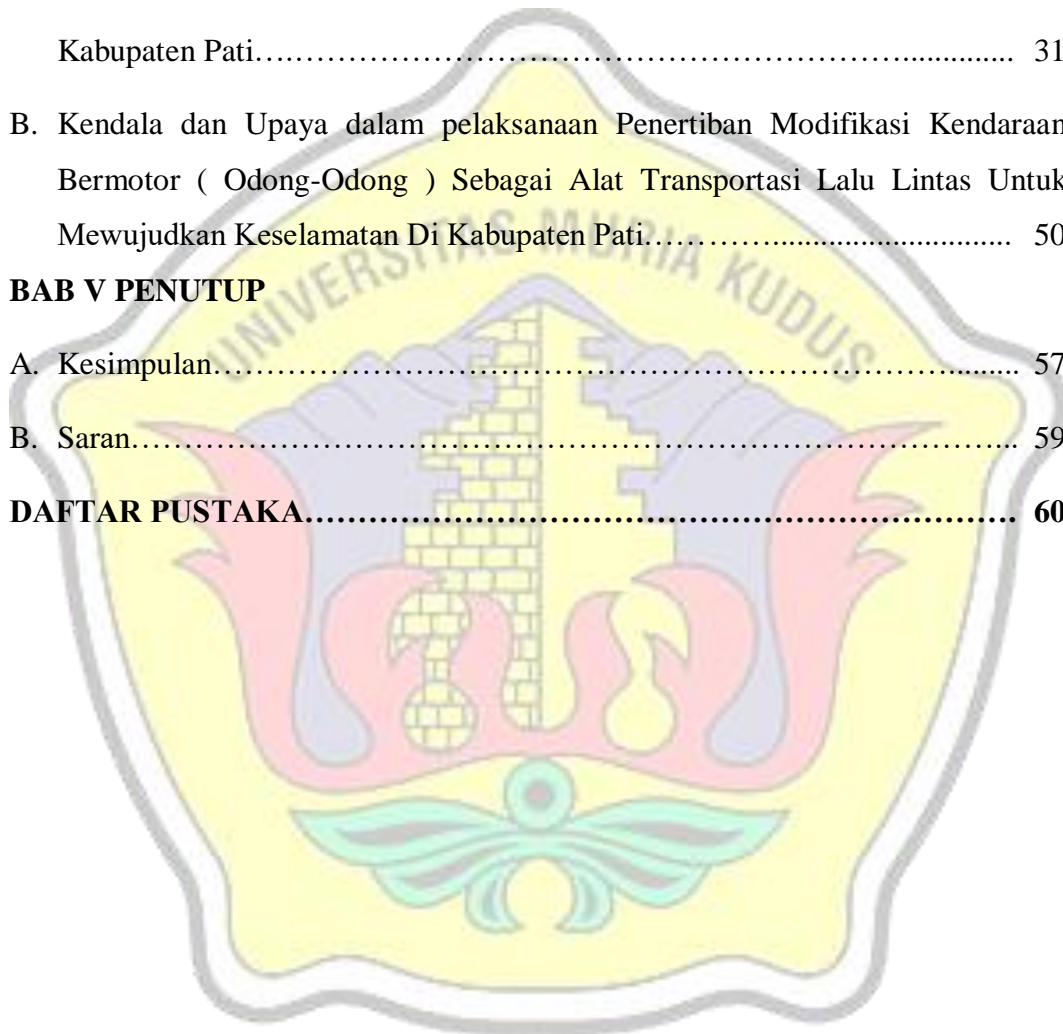 Kabupaten Pati…………………………………………………………............. 31
B. Kendala dan Upaya dalam pelaksanaan Penertiban Modifikasi Kendaraan
Bermotor ( Odong-Odong ) Sebagai Alat Transportasi Lalu Lintas Untuk
Mewujudkan Keselamatan Di Kabupaten Pati…………............................... 50
UNIVERSITAS MURIA KUDUS
BAB V PENUTUP
A. Kesimpulan……………………………………………………………......... 57
B. Saran……………………………………………………………………….... 59
DAFTAR PUSTAKA……………………………………………………………. 60